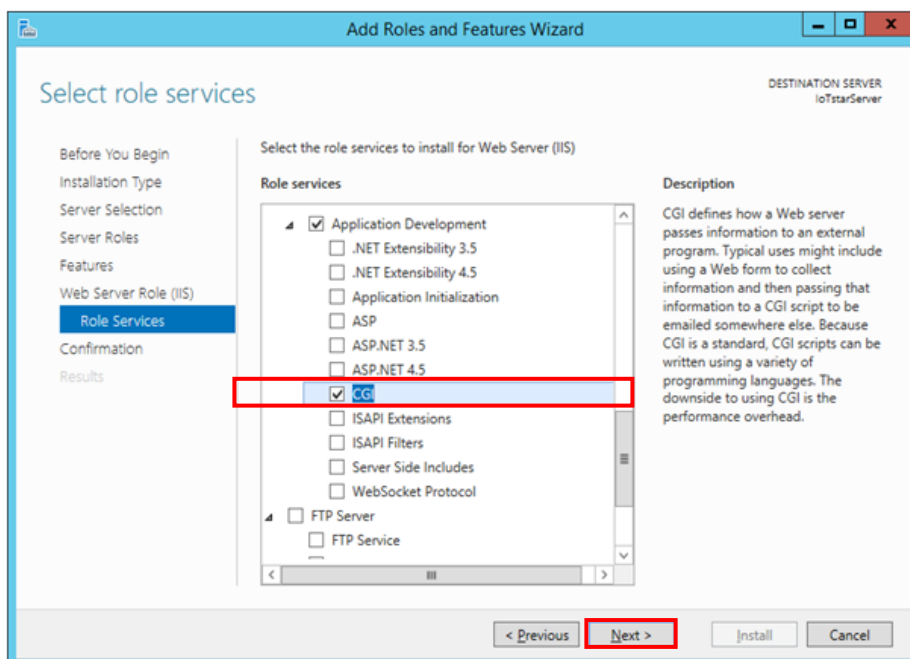 Add Roles and Features Wizard
Select role services
DESTINATION SERVER
IoTstarServer
Before You Begin
Installation Type
Server Selection
Server Roles
Features
Web Server Role (IIS)
Role Services
Confirmation
Results
Select the role services to install for Web Server (IIS)
Role services
Application Development
.NET Extensibility 3.5
.NET Extensibility 4.5
Application Initialization
ASP
ASP.NET 3.5
ASP.NET 4.5
CGI
ISAPI Extensions
ISAPI Filters
Server Side Includes
WebSocket Protocol
FTP Server
FTP Service
Description
CGI defines how a Web server
passes information to an external
program. Typical uses might include
using a Web form to collect
information and then passing that
information to a CGI script to be
emailed somewhere else. Because
CGI is a standard, CGI scripts can be
written using a variety of
programming languages. The
downside to using CGI is the
performance overhead.
< Previous
Next >
Install
Cancel